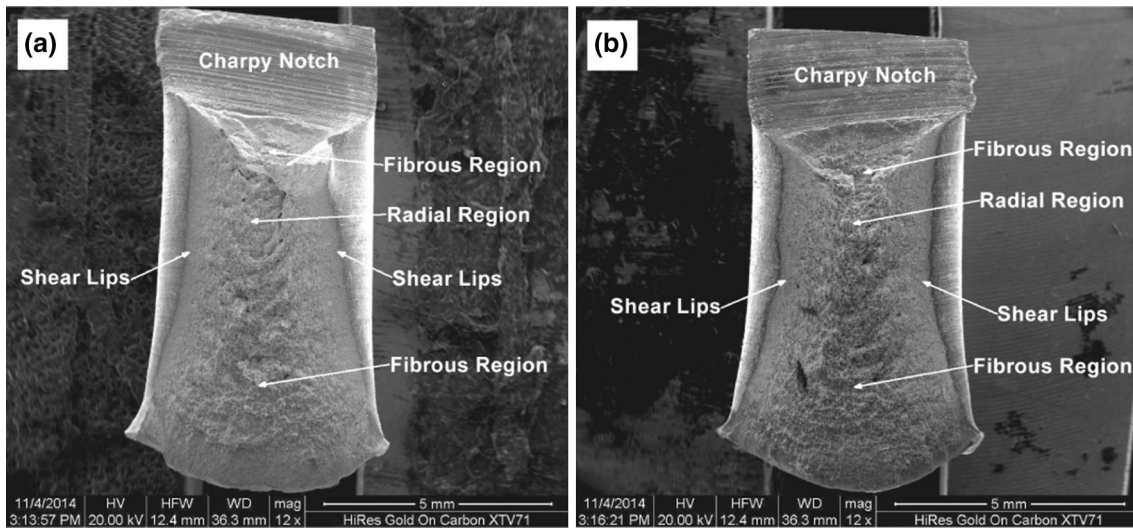 (a)
Charpy Notch
Fibrous Region
Radial Region
Shear Lips
Shear Lips
Fibrous Region
11/4/2014 HV HFW WD mag 5 mm
3:13:57 PM 20.00 kV 12.4 mm 36.3 mm 12 x HiRes Gold On Carbon XTV71
(b)
Charpy Notch
Fibrous Region
Radial Region
Shear Lips
Shear Lips
Fibrous Region
11/4/2014 HV HFW WD mag 5 mm
3:16:21 PM 20.00 kV 12.4 mm 36.3 mm 12 x HiRes Gold On Carbon XTV71